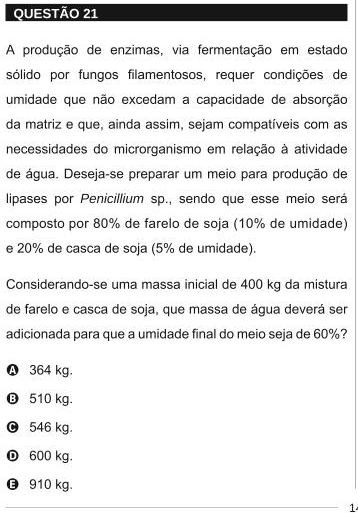 QUESTÃO 21
A produção de enzimas, via fermentação em estado
sólido por fungos filamentosos, requer condições de
umidade que não excedam a capacidade de absorção
da matriz e que, ainda assim, sejam compatíveis com as
necessidades do microrganismo em relação à atividade
de água. Deseja-se preparar um meio para produção de
lipases por Penicillium sp., sendo que esse meio será
composto por 80% de farelo de soja (10% de umidade)
e 20% de casca de soja (5% de umidade).
Considerando-se uma massa inicial de 400 kg da mistura
de farelo e casca de soja, que massa de água deverá ser
adicionada para que a umidade final do meio seja de 60%?
A 364 kg.
B 510 kg.
C 546 kg.
D 600 kg.
E 910 kg.